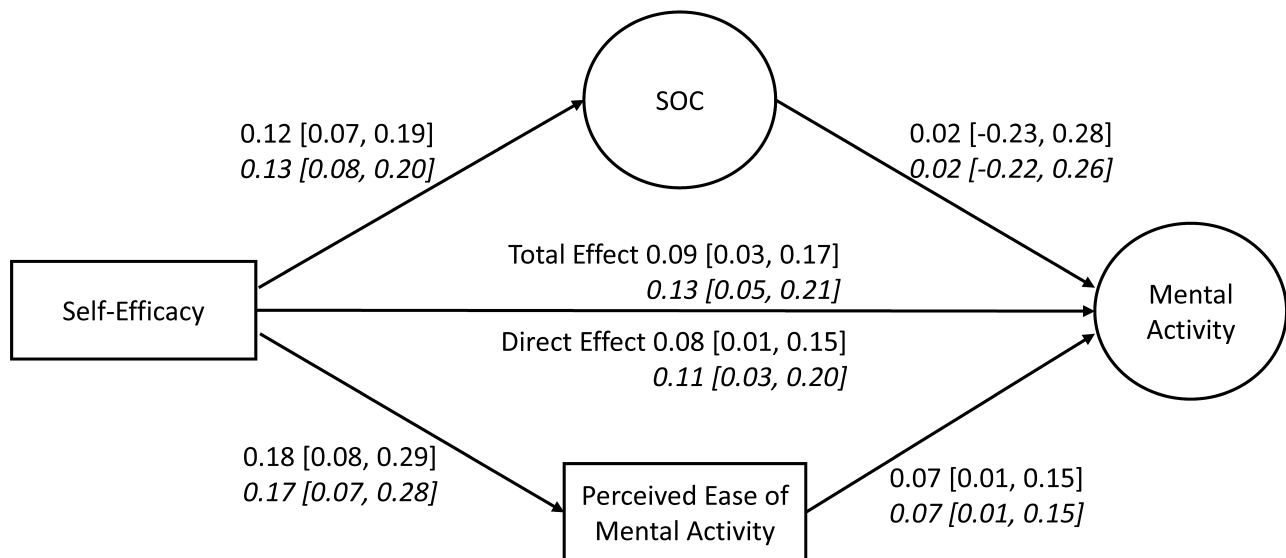 SOC
0.12 [0.07, 0.19]
0.13 [0.08, 0.20]
0.02 [-0.23, 0.28]
0.02 [-0.22, 0.26]
Self-Efficacy
Total Effect 0.09 [0.03, 0.17]
0.13 [0.05, 0.21]
Direct Effect 0.08 [0.01, 0.15]
0.11 [0.03, 0.20]
Mental
Activity
0.18 [0.08, 0.29]
0.17 [0.07, 0.28]
Perceived Ease of
Mental Activity
0.07 [0.01, 0.15]
0.07 [0.01, 0.15]